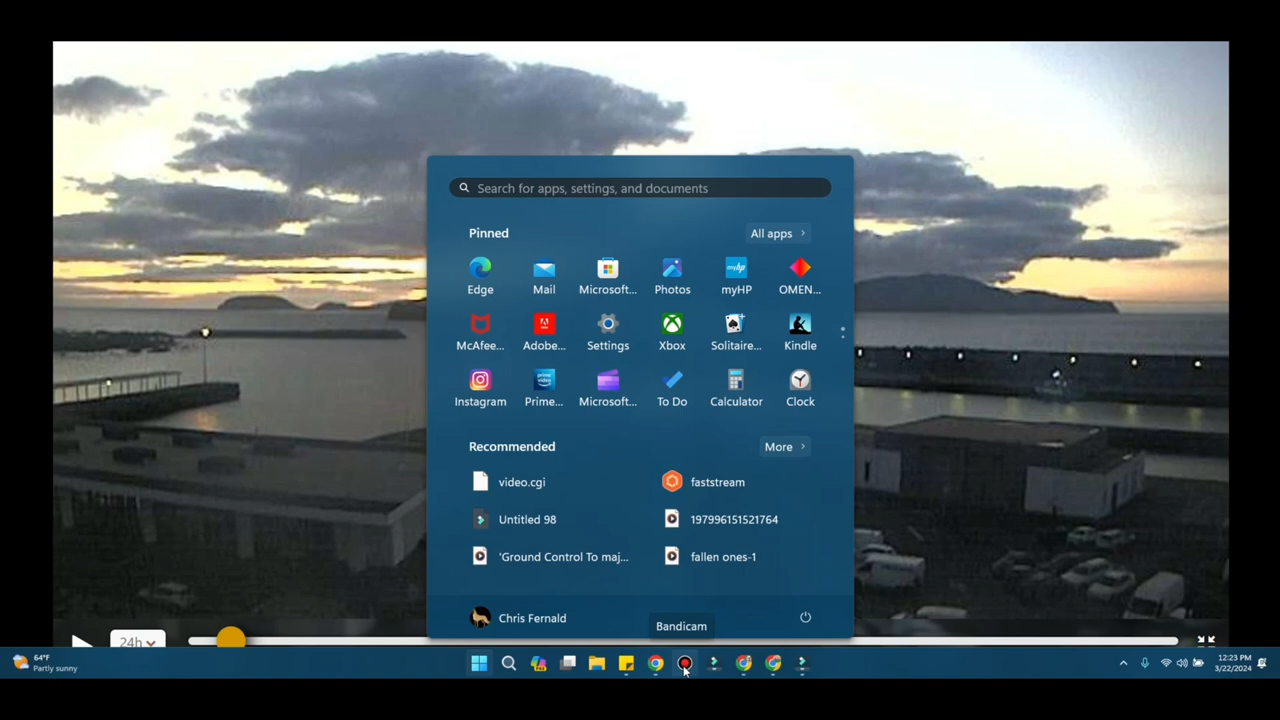 Search for apps, settings, and documents
Pinned
All apps
Edge
Mail
Microsoft...
Photos
myHP
OMEN...
McAfee...
Adobe...
Settings
Xbox
Solitaire...
Kindle
Instagram
Prime...
Microsoft...
To Do
Calculator
Clock
Recommended
More
video.cgi
faststream
Untitled 98
197996151521764
'Ground Control To maj...
fallen ones-1
Chris Fernald
Bandicam
24h
64°F
Partly sunny
12:23 PM
3/22/2024